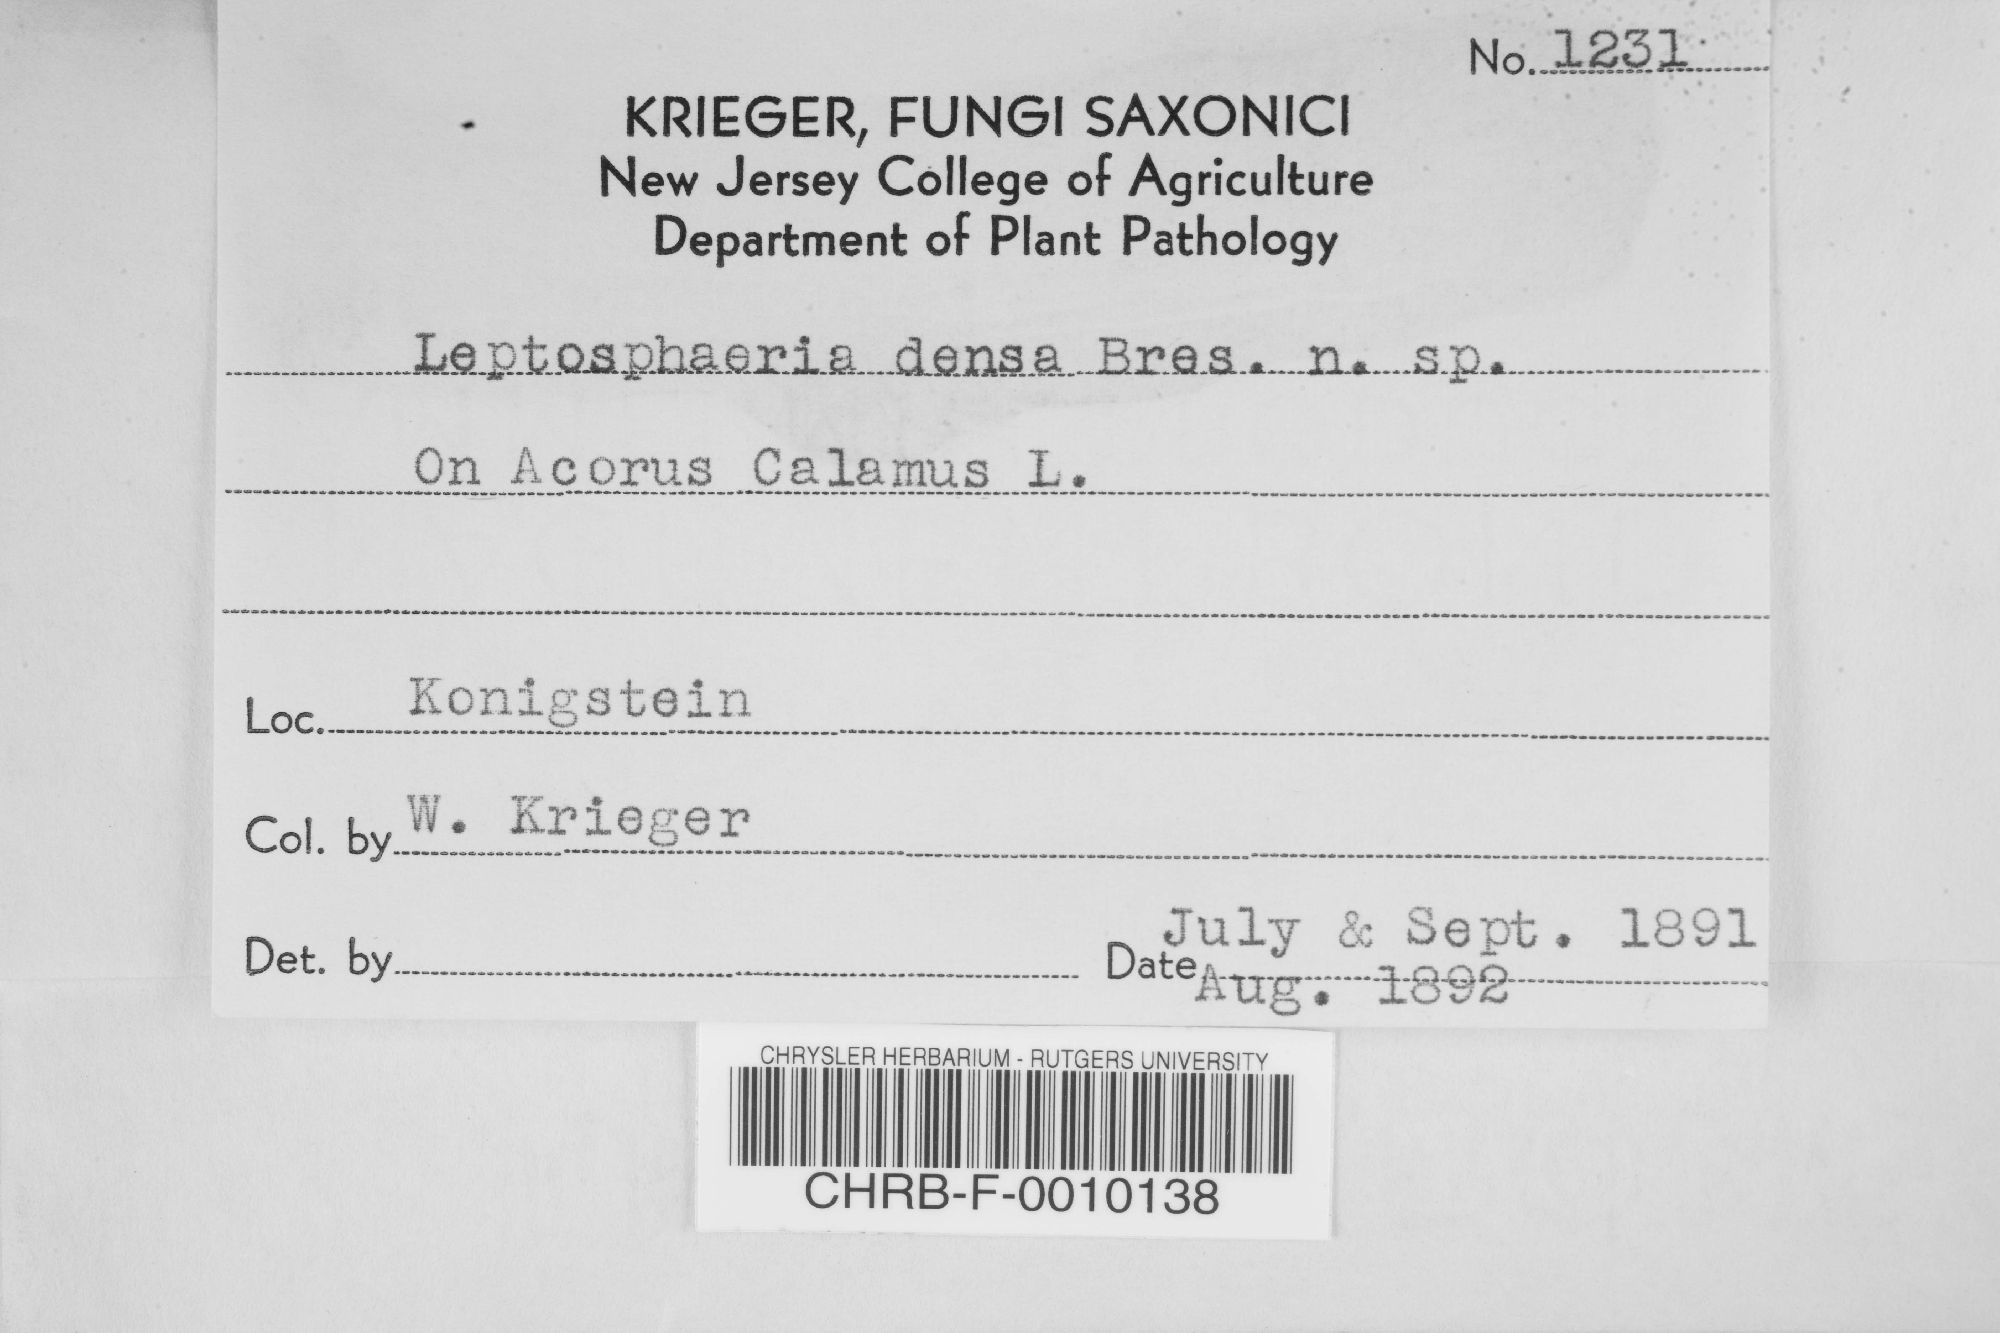 No. 1231
KRIEGER, FUNGI SAXONICI
New Jersey College of Agriculture
Department of Plant Pathology
Leptosphaeria densa Bres. n. sp.
On Acorus Calamus L.
Loc. Konigstein
Col. by W. Krieger
Det. by Date July & Sept. 1891
Aug. 1892
CHRYSLER HERBARIUM - RUTGERS UNIVERSITY
CHRB-F-0010138